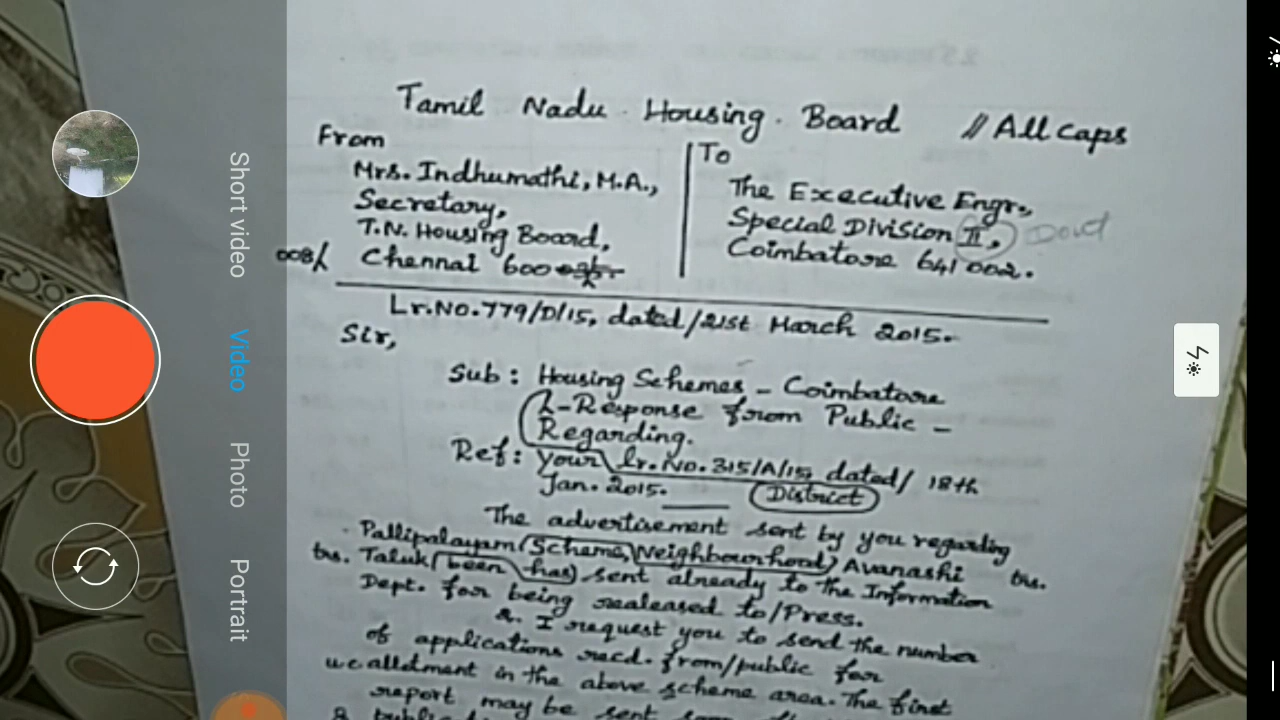 Tamil Nadu Housing Board // All caps
From
Mrs. Indhumathi, M.A.,
Secretary,
T.N. Housing Board,
008/ Chennai 600
To
The Executive Engr.,
Special Division II,
Coimbatore 641 002.
Lr.No.779/D/15, dated/21st March 2015.
Sir,
Sub : Housing Schemes - Coimbatore
-Response from Public -
Regarding.
Ref : Your lr.No.315/A/15, dated/ 18th
Jan. 2015. District
The advertisement sent by you regarding
Pallipalayam Scheme, Neighbourhood Avanashi trs.
trs. Taluk been has sent already to the Information
Dept. for being realeased to/Press.
2. I request you to send the number
of applications recd. from/public for
uc allotment in the above scheme area. The first
report may be sent
Short video
Video
Photo
Portrait